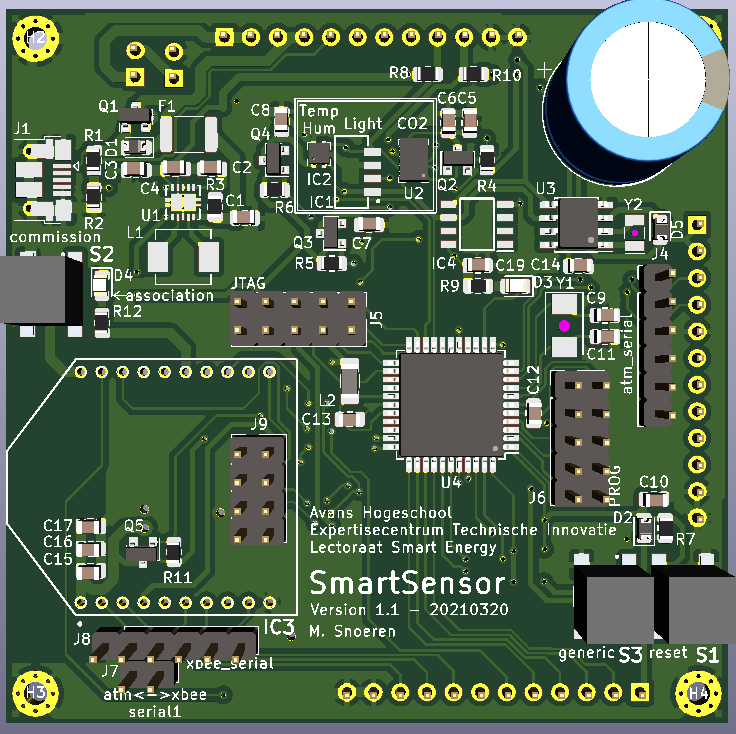 H2
R8
R10
Q1
F1
C8
Temp
Hum
Light
C6
C5
J1
R1
D1
Q4
CO2
C3
C4
R3
C2
IC2
U2
Q2
R4
U1
C1
R6
IC1
U3
Y2
D5
R2
commission
L1
Q3
C7
J4
S2
R5
IC4
C19
C14
D4
association
JTAG
R9
D3
Y1
R12
J5
C9
C11
atm_serial
L2
C12
C13
J9
U4
J6
PROG
C10
C17
C16
C15
Q5
R11
D2
R7
Avans Hogeschool
Expertisecentrum Technische Innovatie
Lectoraat Smart Energy
SmartSensor
Version 1.1 - 20210320
M. Snoeren
IC3
J8
J7
xbee_serial
generic
S3
reset
S1
H3
atm<->xbee
serial1
H4